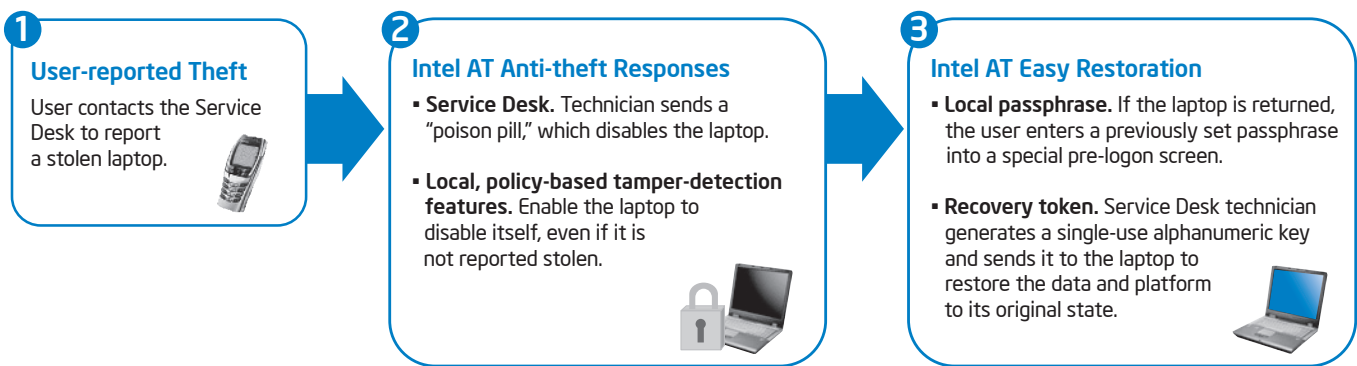 1
User-reported Theft
User contacts the Service
Desk to report
a stolen laptop.
2
Intel AT Anti-theft Responses
▪ Service Desk. Technician sends a
“poison pill,” which disables the laptop.
▪ Local, policy-based tamper-detection
features. Enable the laptop to
disable itself, even if it is
not reported stolen.
3
Intel AT Easy Restoration
▪ Local passphrase. If the laptop is returned,
the user enters a previously set passphrase
into a special pre-logon screen.
▪ Recovery token. Service Desk technician
generates a single-use alphanumeric key
and sends it to the laptop to
restore the data and platform
to its original state.